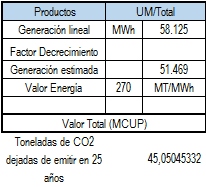 Productos UM/Total
Generación lineal MWh 58.125
Factor Decrecimiento
Generación estimada 51.469
Valor Energía 270 MT/MWh
Valor Total (MCUP)
Toneladas de CO2
dejadas de emitir en 25 45,05045332
años